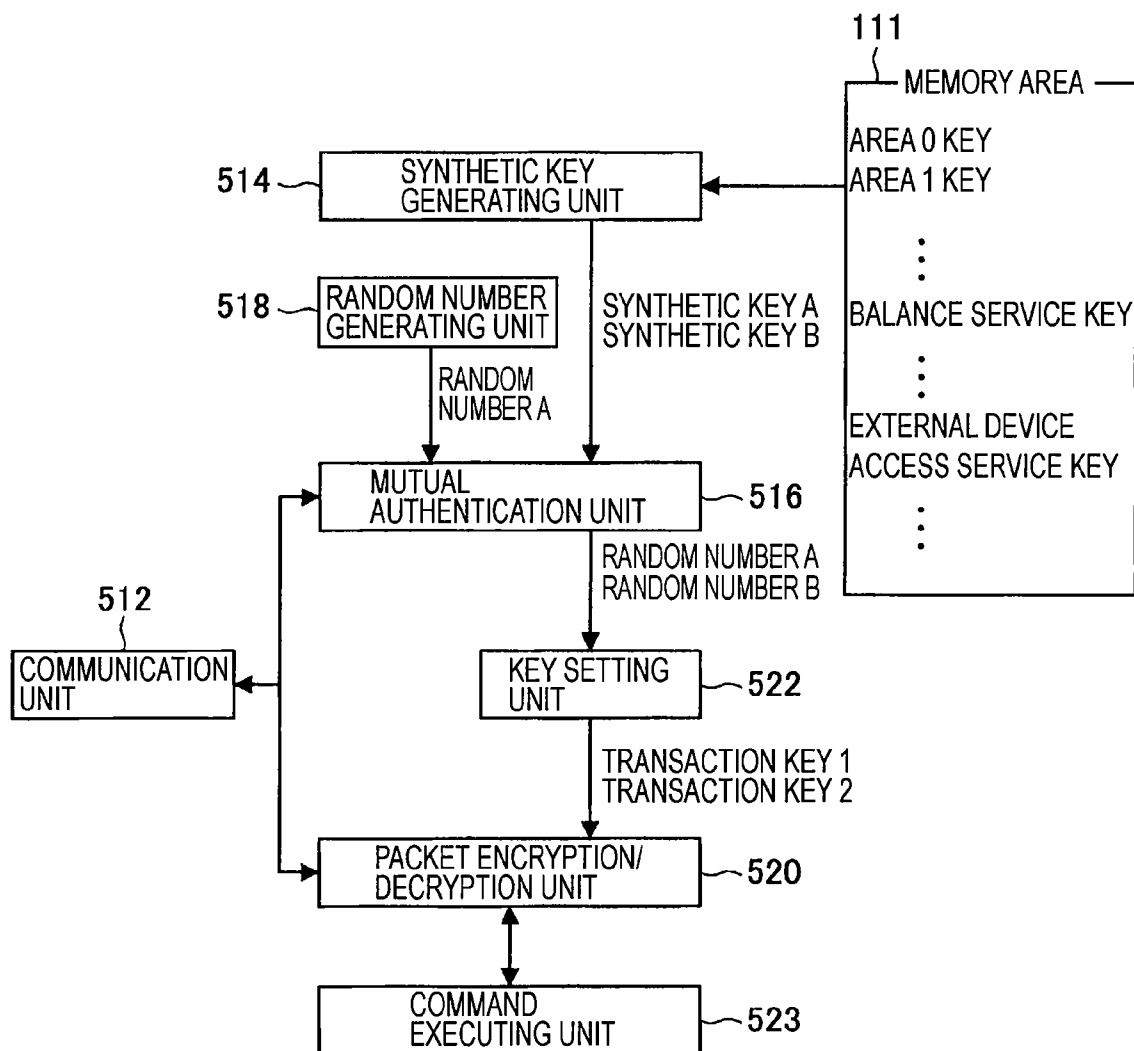 111
MEMORY AREA
AREA 0 KEY
AREA 1 KEY
BALANCE SERVICE KEY
EXTERNAL DEVICE
ACCESS SERVICE KEY
514
SYNTHETIC KEY
GENERATING UNIT
518
RANDOM NUMBER
GENERATING UNIT
SYNTHETIC KEY A
SYNTHETIC KEY B
RANDOM
NUMBER A
MUTUAL
AUTHENTICATION UNIT
516
RANDOM NUMBER A
RANDOM NUMBER B
512
COMMUNICATION
UNIT
KEY SETTING
UNIT
522
TRANSACTION KEY 1
TRANSACTION KEY 2
PACKET ENCRYPTION/
DECRYPTION UNIT
520
COMMAND
EXECUTING UNIT
523